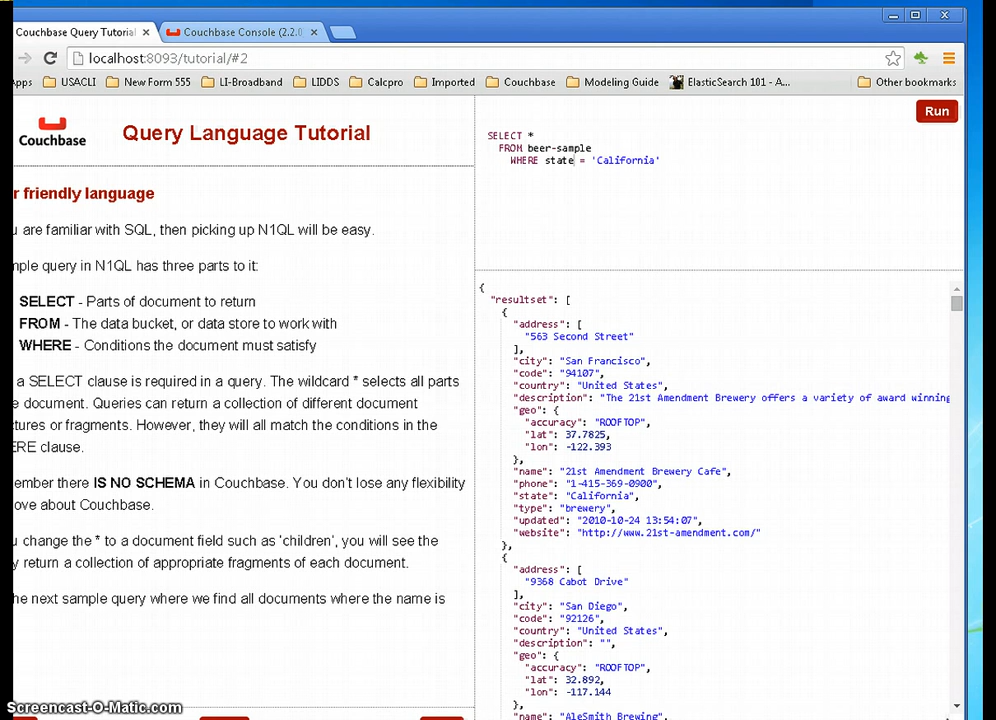 Couchbase Query Tutorial
Couchbase Console (2.2.0
localhost:8093/tutorial/#2
pps
USACLI
New Form 555
LI-Broadband
LIDDS
Calcpro
Imported
Couchbase
Modeling Guide
ElasticSearch 101 - A...
Other bookmarks
Couchbase
Query Language Tutorial
Run
SELECT *
FROM beer-sample
WHERE state = 'California'
r friendly language
u are familiar with SQL, then picking up N1QL will be easy.
mple query in N1QL has three parts to it:
SELECT - Parts of document to return
FROM - The data bucket, or data store to work with
WHERE - Conditions the document must satisfy
a SELECT clause is required in a query. The wildcard * selects all parts
e document. Queries can return a collection of different document
tures or fragments. However, they will all match the conditions in the
ERE clause.
member there IS NO SCHEMA in Couchbase. You don't lose any flexibility
ove about Couchbase.
u change the * to a document field such as 'children', you will see the
y return a collection of appropriate fragments of each document.
he next sample query where we find all documents where the name is
{
"resultset": [
{
"address": [
"563 Second Street"
],
"city": "San Francisco",
"code": "94107",
"country": "United States",
"description": "The 21st Amendment Brewery offers a variety of award winning
"geo": {
"accuracy": "ROOFTOP",
"lat": 37.7825,
"lon": -122.393
},
"name": "21st Amendment Brewery Cafe",
"phone": "1-415-369-0900",
"state": "California",
"type": "brewery",
"updated": "2010-10-24 13:54:07",
"website": "http://www.21st-amendment.com/"
},
{
"address": [
"9368 Cabot Drive"
],
"city": "San Diego",
"code": "92126",
"country": "United States",
"description": "",
"geo": {
"accuracy": "ROOFTOP",
"lat": 32.892,
"lon": -117.144
},
"name": "AleSmith Brewing",
Screencast-O-Matic.com